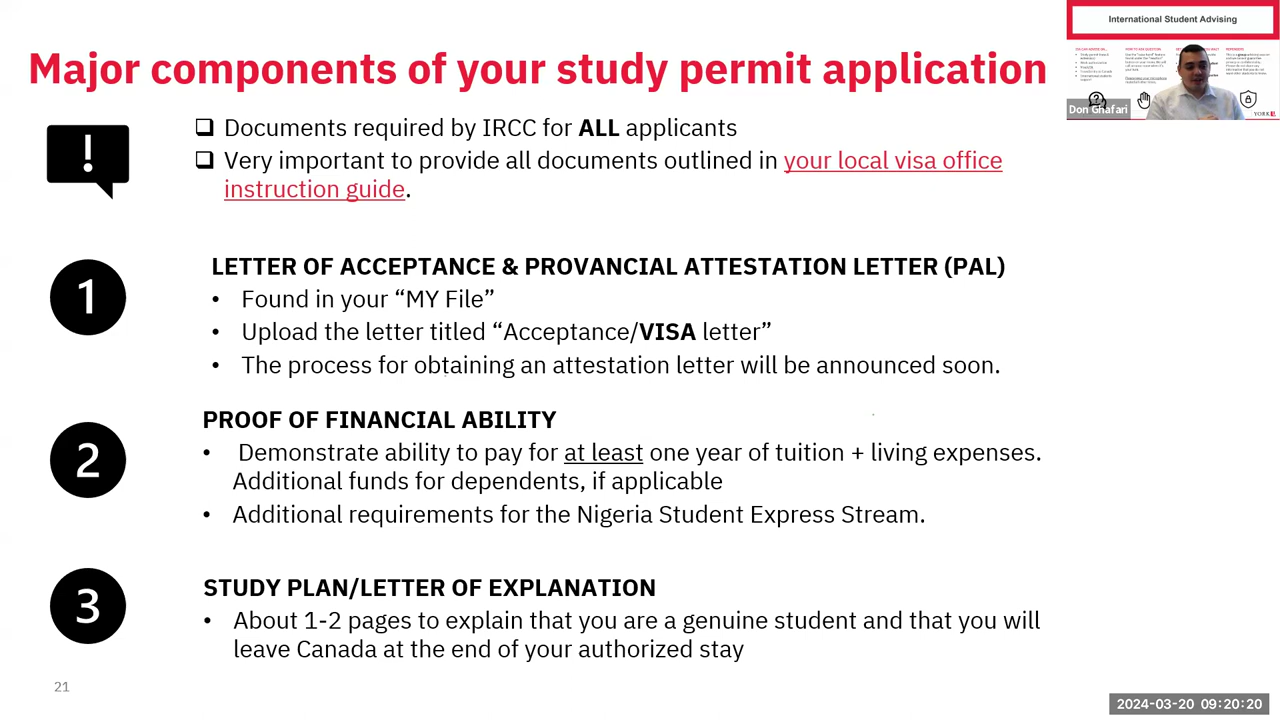 International Student Advising
Major components of your study permit application
Don Ghafari
YORK U
! 
❑ Documents required by IRCC for ALL applicants
❑ Very important to provide all documents outlined in your local visa office
instruction guide.
1
LETTER OF ACCEPTANCE & PROVANCIAL ATTESTATION LETTER (PAL)
• Found in your “MY File”
• Upload the letter titled “Acceptance/VISA letter”
• The process for obtaining an attestation letter will be announced soon.
2
PROOF OF FINANCIAL ABILITY
• Demonstrate ability to pay for at least one year of tuition + living expenses.
Additional funds for dependents, if applicable
• Additional requirements for the Nigeria Student Express Stream.
3
STUDY PLAN/LETTER OF EXPLANATION
• About 1-2 pages to explain that you are a genuine student and that you will
leave Canada at the end of your authorized stay
21
2024-03-20 09:20:20